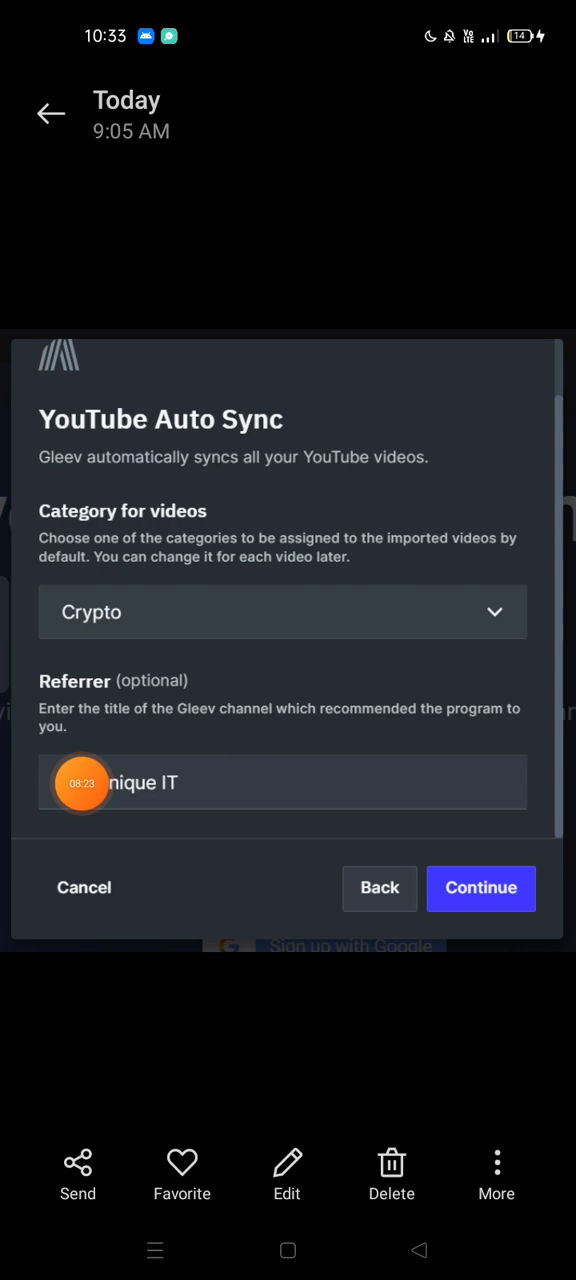 10:33
VO LTE
14
Today
9:05 AM
YouTube Auto Sync
Gleev automatically syncs all your YouTube videos.
Category for videos
Choose one of the categories to be assigned to the imported videos by
default. You can change it for each video later.
Crypto
Referrer (optional)
Enter the title of the Gleev channel which recommended the program to
you.
08:23
IT
Cancel
Back
Continue
Sign up with Google
Send
Favorite
Edit
Delete
More